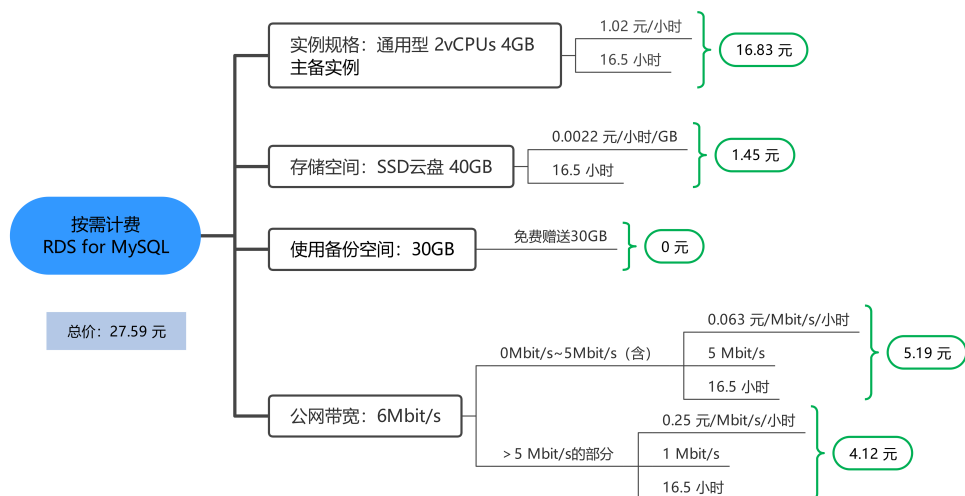 按需计费
RDS for MySQL
总价：27.59 元
实例规格：通用型 2vCPUs 4GB
主备实例
1.02 元/小时
16.5 小时
16.83 元
存储空间：SSD云盘 40GB
0.0022 元/小时/GB
16.5 小时
1.45 元
使用备份空间：30GB
免费赠送30GB
0 元
公网带宽：6Mbit/s
0Mbit/s~5Mbit/s（含）
0.063 元/Mbit/s/小时
5 Mbit/s
16.5 小时
5.19 元
＞5 Mbit/s的部分
0.25 元/Mbit/s/小时
1 Mbit/s
16.5 小时
4.12 元